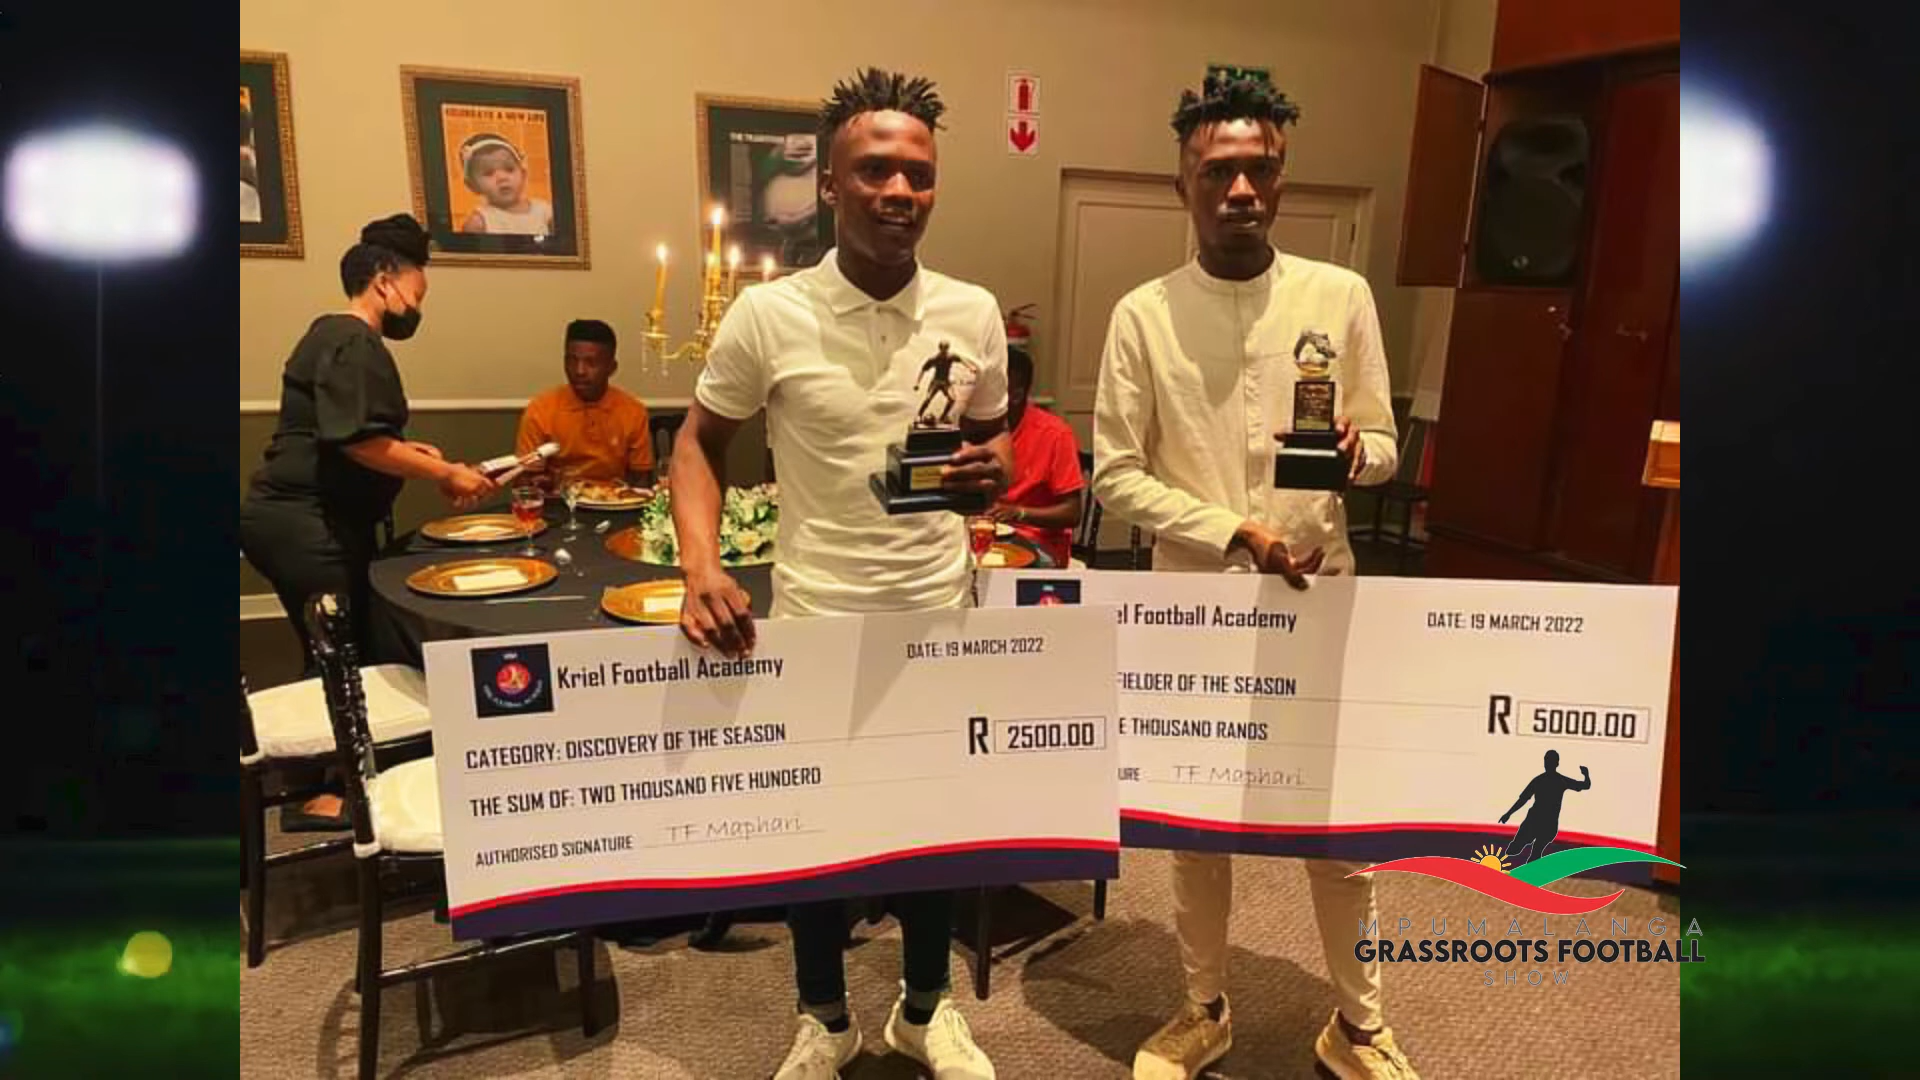 CELEBRATE A NEW LIFE
Kriel Football Academy
DATE: 19 MARCH 2022
CATEGORY: DISCOVERY OF THE SEASON
R 2500.00
THE SUM OF: TWO THOUSAND FIVE HUNDERD
AUTHORISED SIGNATURE TF Maphari
el Football Academy
DATE: 19 MARCH 2022
FIELDER OF THE SEASON
R 5000.00
E THOUSAND RANDS
URE TF Maphari
MPUMALANGA
GRASSROOTS FOOTBALL
SHOW